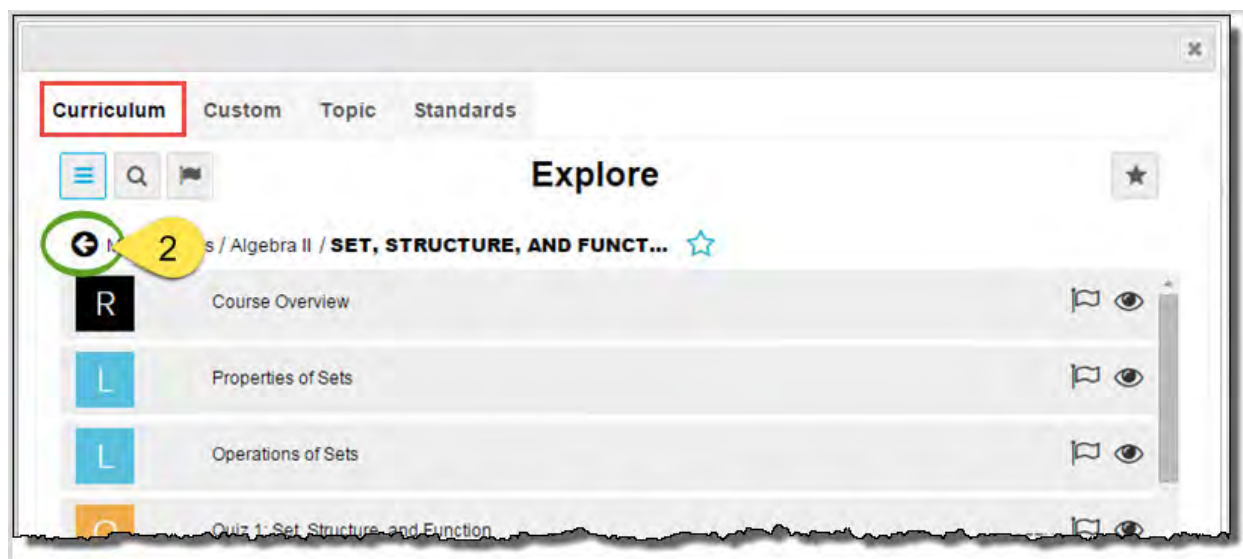 Curriculum Custom Topic Standards
Explore
2 s / Algebra II / SET, STRUCTURE, AND FUNCT...
R Course Overview
L Properties of Sets
L Operations of Sets
Quiz 1: Set, Structure, and Function